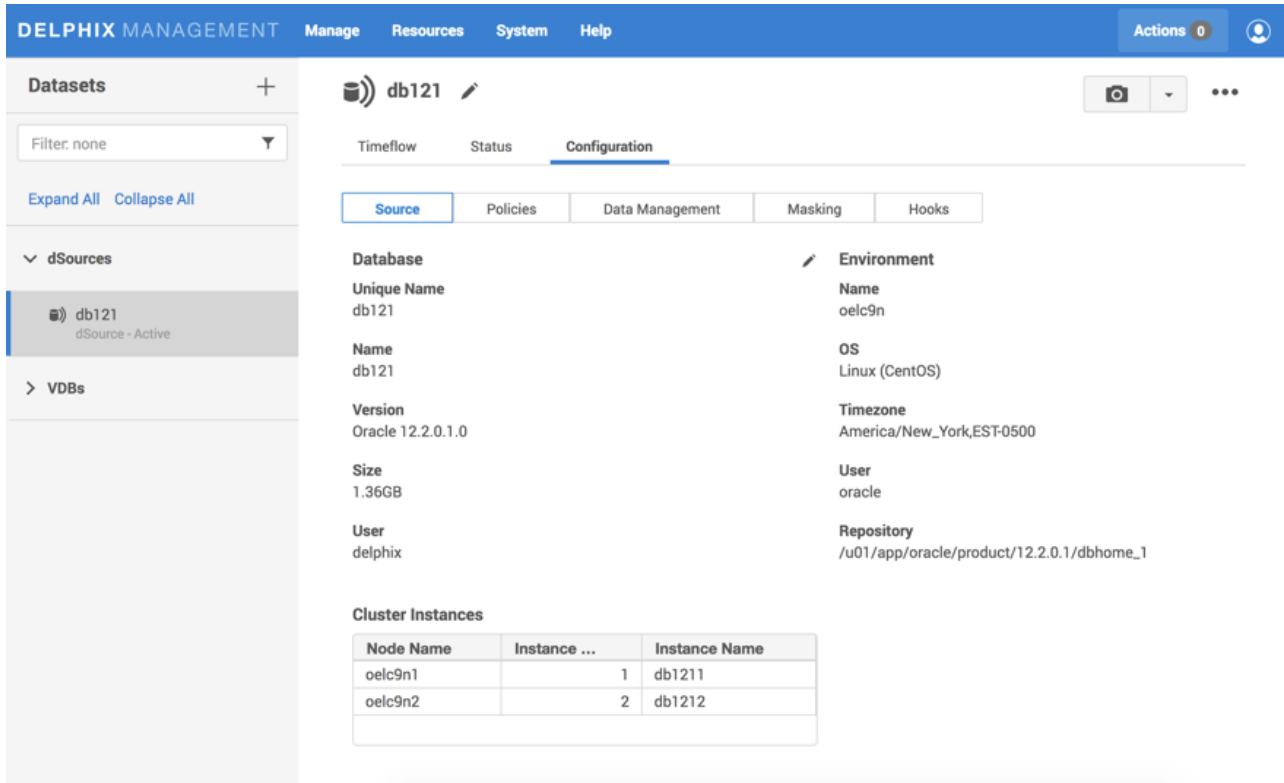 DELPHIX MANAGEMENT Manage Resources System Help Actions 0
Datasets
Filter: none
Expand All Collapse All
dSources
db121
dSource - Active
VDBs
db121
Timeflow Status Configuration
Source Policies Data Management Masking Hooks
Database
Unique Name
db121
Name
db121
Version
Oracle 12.2.0.1.0
Size
1.36GB
User
delphix
Environment
Name
oelc9n
OS
Linux (CentOS)
Timezone
America/New_York,EST-0500
User
oracle
Repository
/u01/app/oracle/product/12.2.0.1/dbhome_1
Cluster Instances
Node Name Instance ... Instance Name
oelc9n1 1 db1211
oelc9n2 2 db1212